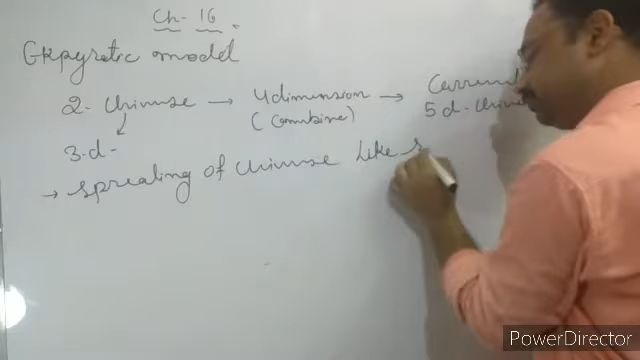 Ch- 16
Ekpyrotic model
2- Universe → 4 dimension →
(Combine)
5 d-
3-d-
→ Spreading of Universe like s
PowerDirector